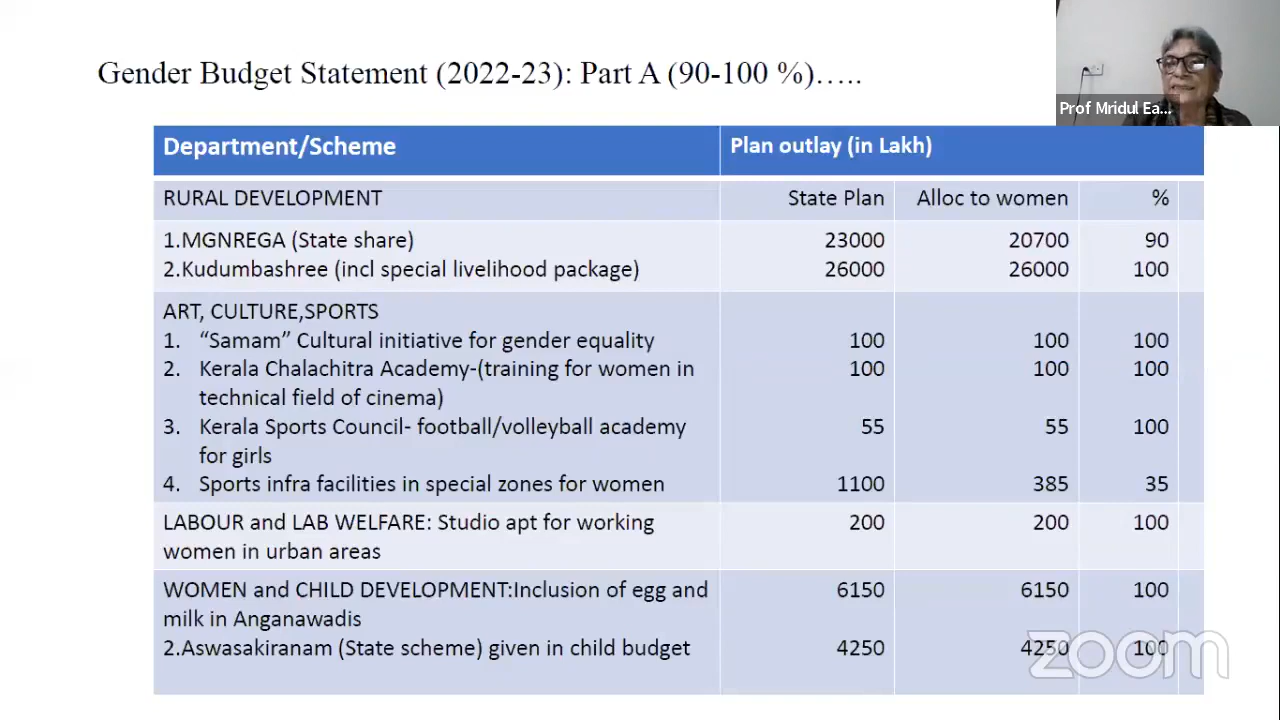 Gender Budget Statement (2022-23): Part A (90-100 %)…..
Prof Mridul Ea...
Department/Scheme Plan outlay (in Lakh)
RURAL DEVELOPMENT State Plan Alloc to women %
1.MGNREGA (State share) 23000 20700 90
2.Kudumbashree (incl special livelihood package) 26000 26000 100
ART, CULTURE,SPORTS
1. “Samam” Cultural initiative for gender equality 100 100 100
2. Kerala Chalachitra Academy-(training for women in 100 100 100
technical field of cinema)
3. Kerala Sports Council- football/volleyball academy 55 55 100
for girls
4. Sports infra facilities in special zones for women 1100 385 35
LABOUR and LAB WELFARE: Studio apt for working 200 200 100
women in urban areas
WOMEN and CHILD DEVELOPMENT:Inclusion of egg and 6150 6150 100
milk in Anganawadis
2.Aswasakiranam (State scheme) given in child budget 4250 4250 100
zoom